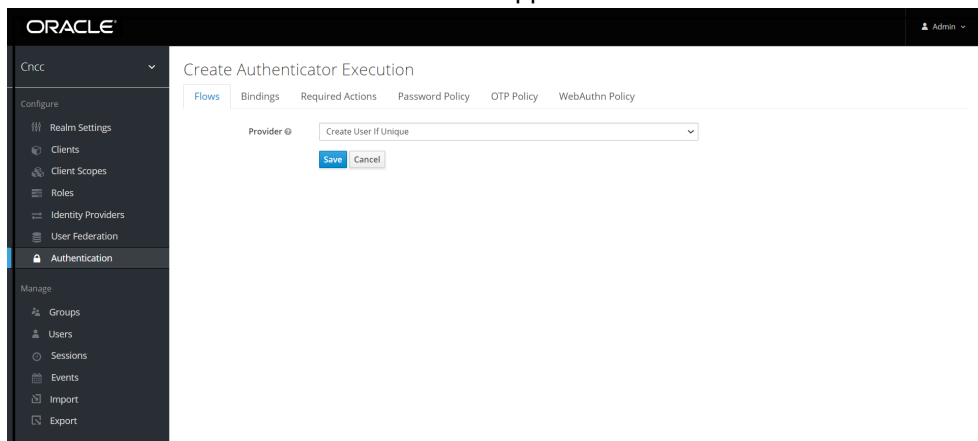 ORACLE
Admin
Cncc
Create Authenticator Execution
Flows Bindings Required Actions Password Policy OTP Policy WebAuthn Policy
Configure
Realm Settings
Clients
Client Scopes
Roles
Identity Providers
User Federation
Authentication
Provider
Create User If Unique
Save Cancel
Manage
Groups
Users
Sessions
Events
Import
Export